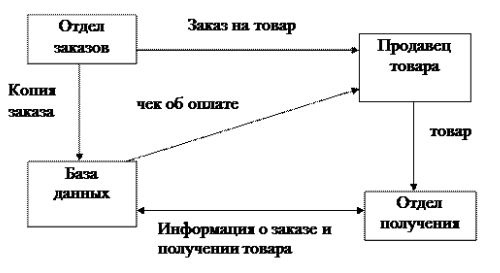 Отдел
заказов
Заказ на товар
Продавец
товара
Копия
заказа
чек об оплате
товар
База
данных
Отдел
получения
Информация о заказе и
получении товара